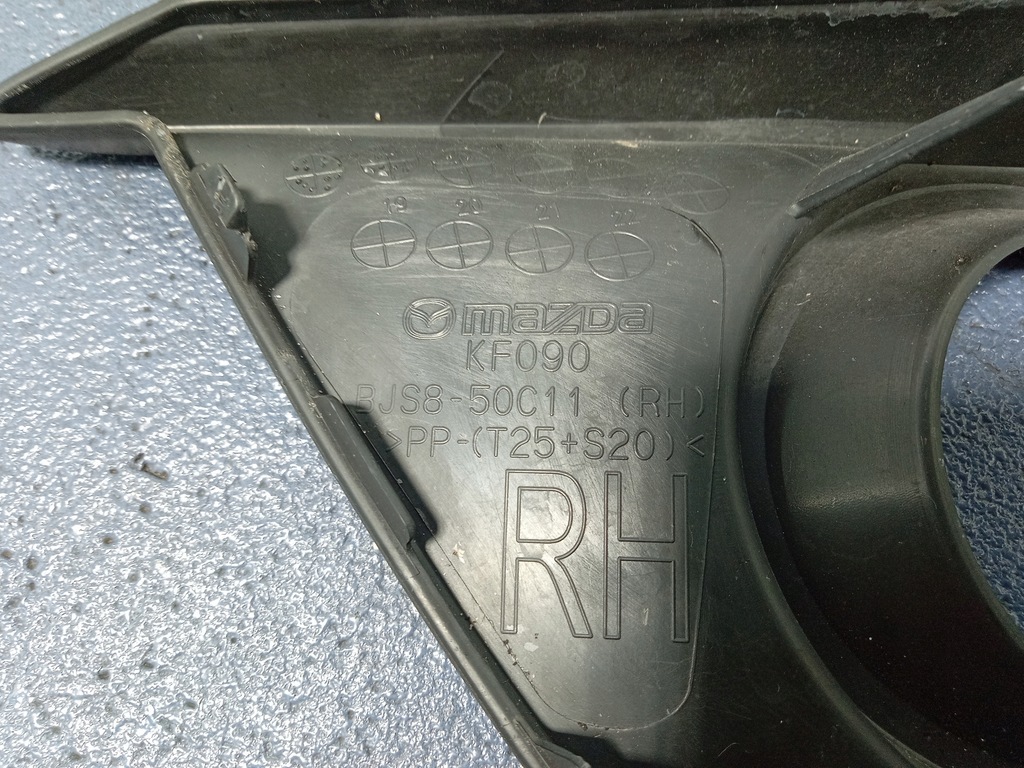 19 20 21 22
mazda
KF090
BJS8-50C11 (RH)
>PP-(T25+S20)<
RH